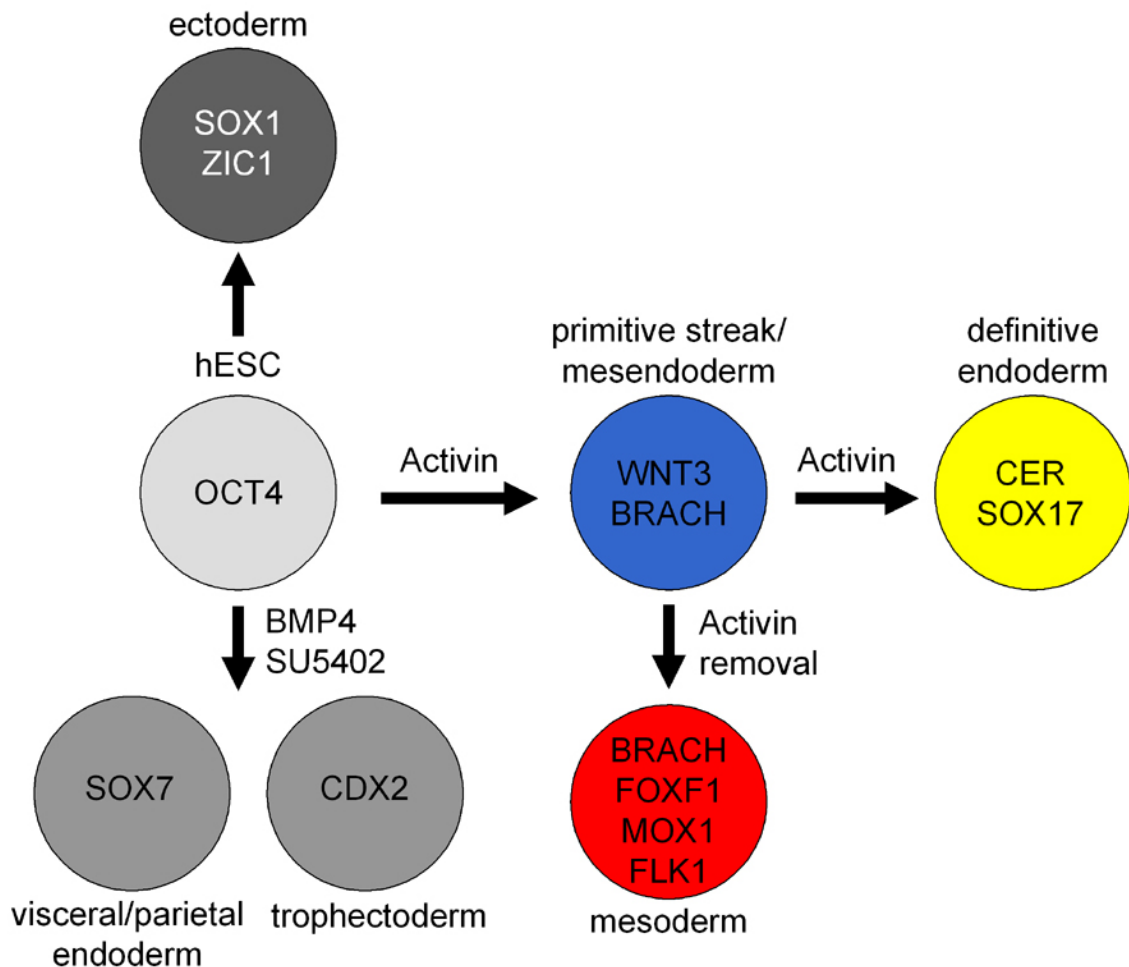 ectoderm
SOX1
ZIC1
hESC
OCT4
Activin
primitive streak/
mesendoderm
WNT3
BRACH
Activin
definitive
endoderm
CER
SOX17
BMP4
SU5402
Activin
removal
SOX7
visceral/parietal
endoderm
CDX2
trophectoderm
BRACH
FOXF1
MOX1
FLK1
mesoderm